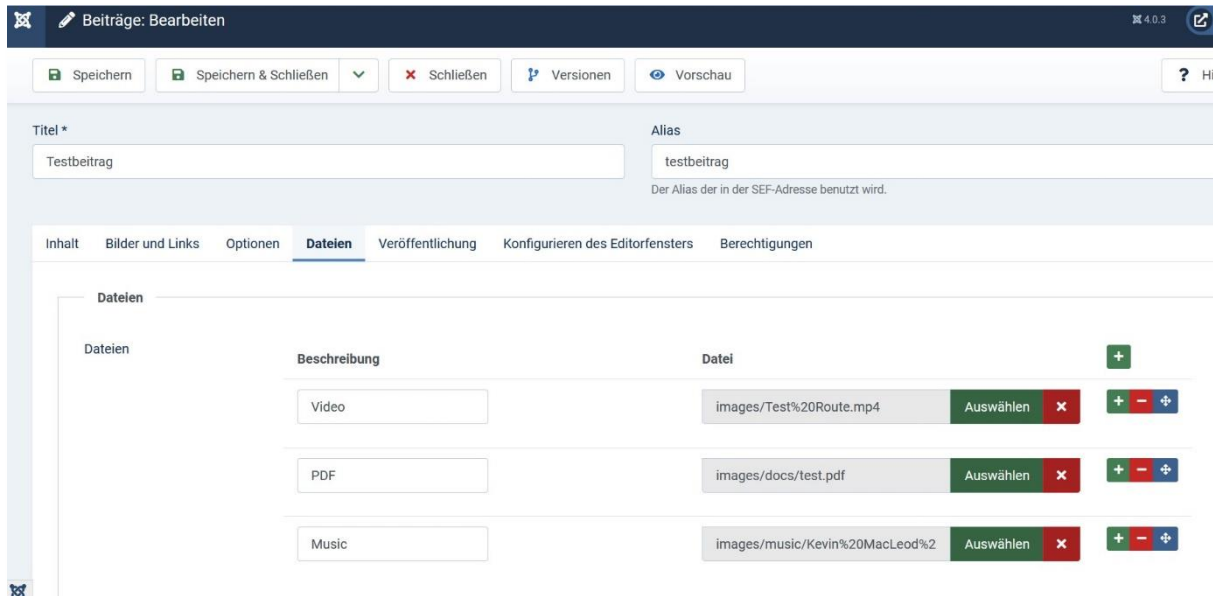 Beiträge: Bearbeiten 4.0.3
Speichern Speichern & Schließen Schließen Versionen Vorschau ? Hi
Titel * Alias
Testbeitrag testbeitrag
Der Alias der in der SEF-Adresse benutzt wird.
Inhalt Bilder und Links Optionen Dateien Veröffentlichung Konfigurieren des Editorfensters Berechtigungen
Dateien
Dateien Beschreibung Datei
Video images/Test%20Route.mp4 Auswählen
PDF images/docs/test.pdf Auswählen
Music images/music/Kevin%20MacLeod%2 Auswählen